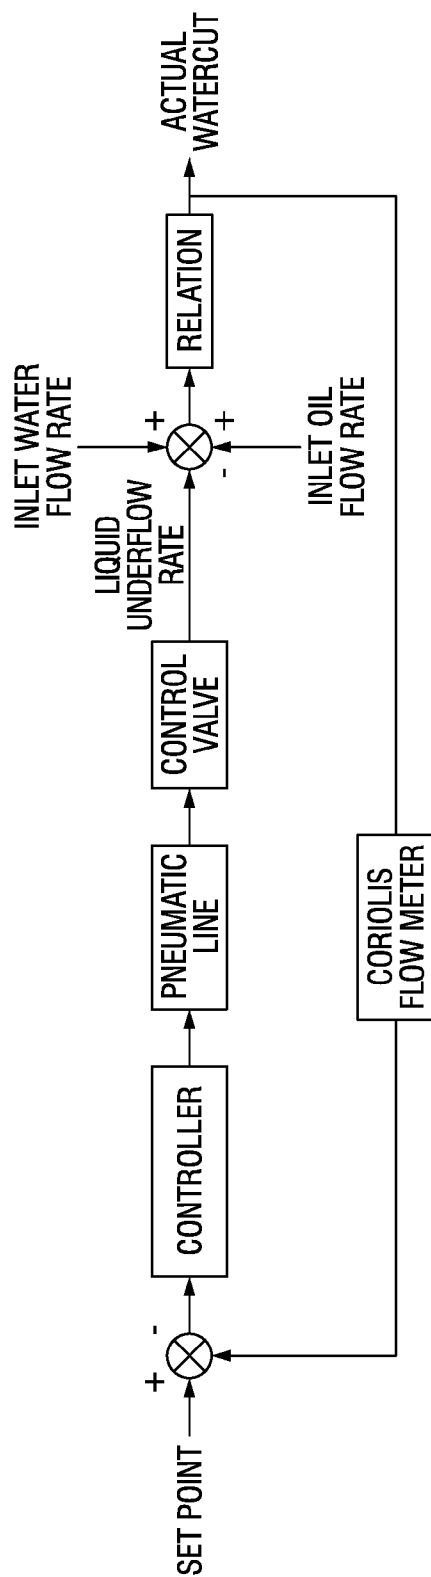 SET POINT
+
-
CONTROLLER
PNEUMATIC
LINE
CONTROL
VALVE
LIQUID
UNDERFLOW
RATE
INLET WATER
FLOW RATE
+
-
+
INLET OIL
FLOW RATE
RELATION
ACTUAL
WATERCUT
CORIOLIS
FLOW METER